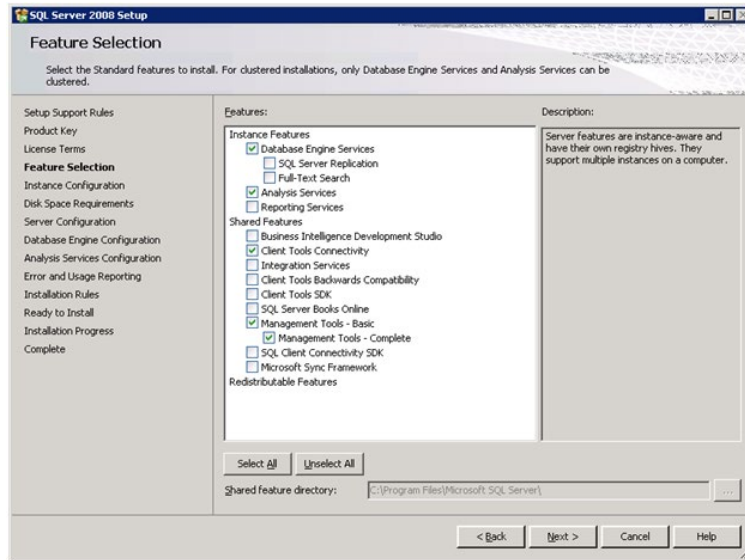 SQL Server 2008 Setup
Feature Selection
Select the Standard features to install. For clustered installations, only Database Engine Services and Analysis Services can be
clustered.
Setup Support Rules
Product Key
License Terms
Feature Selection
Instance Configuration
Disk Space Requirements
Server Configuration
Database Engine Configuration
Analysis Services Configuration
Error and Usage Reporting
Installation Rules
Ready to Install
Installation Progress
Complete
Features:
Instance Features
Database Engine Services
SQL Server Replication
Full-Text Search
Analysis Services
Reporting Services
Shared Features
Business Intelligence Development Studio
Client Tools Connectivity
Integration Services
Client Tools Backwards Compatibility
Client Tools SDK
SQL Server Books Online
Management Tools - Basic
Management Tools - Complete
SQL Client Connectivity SDK
Microsoft Sync Framework
Redistributable Features
Description:
Server features are instance-aware and
have their own registry hives. They
support multiple instances on a computer.
Select All
Unselect All
Shared feature directory:
C:\Program Files\Microsoft SQL Server\
...
< Back
Next >
Cancel
Help